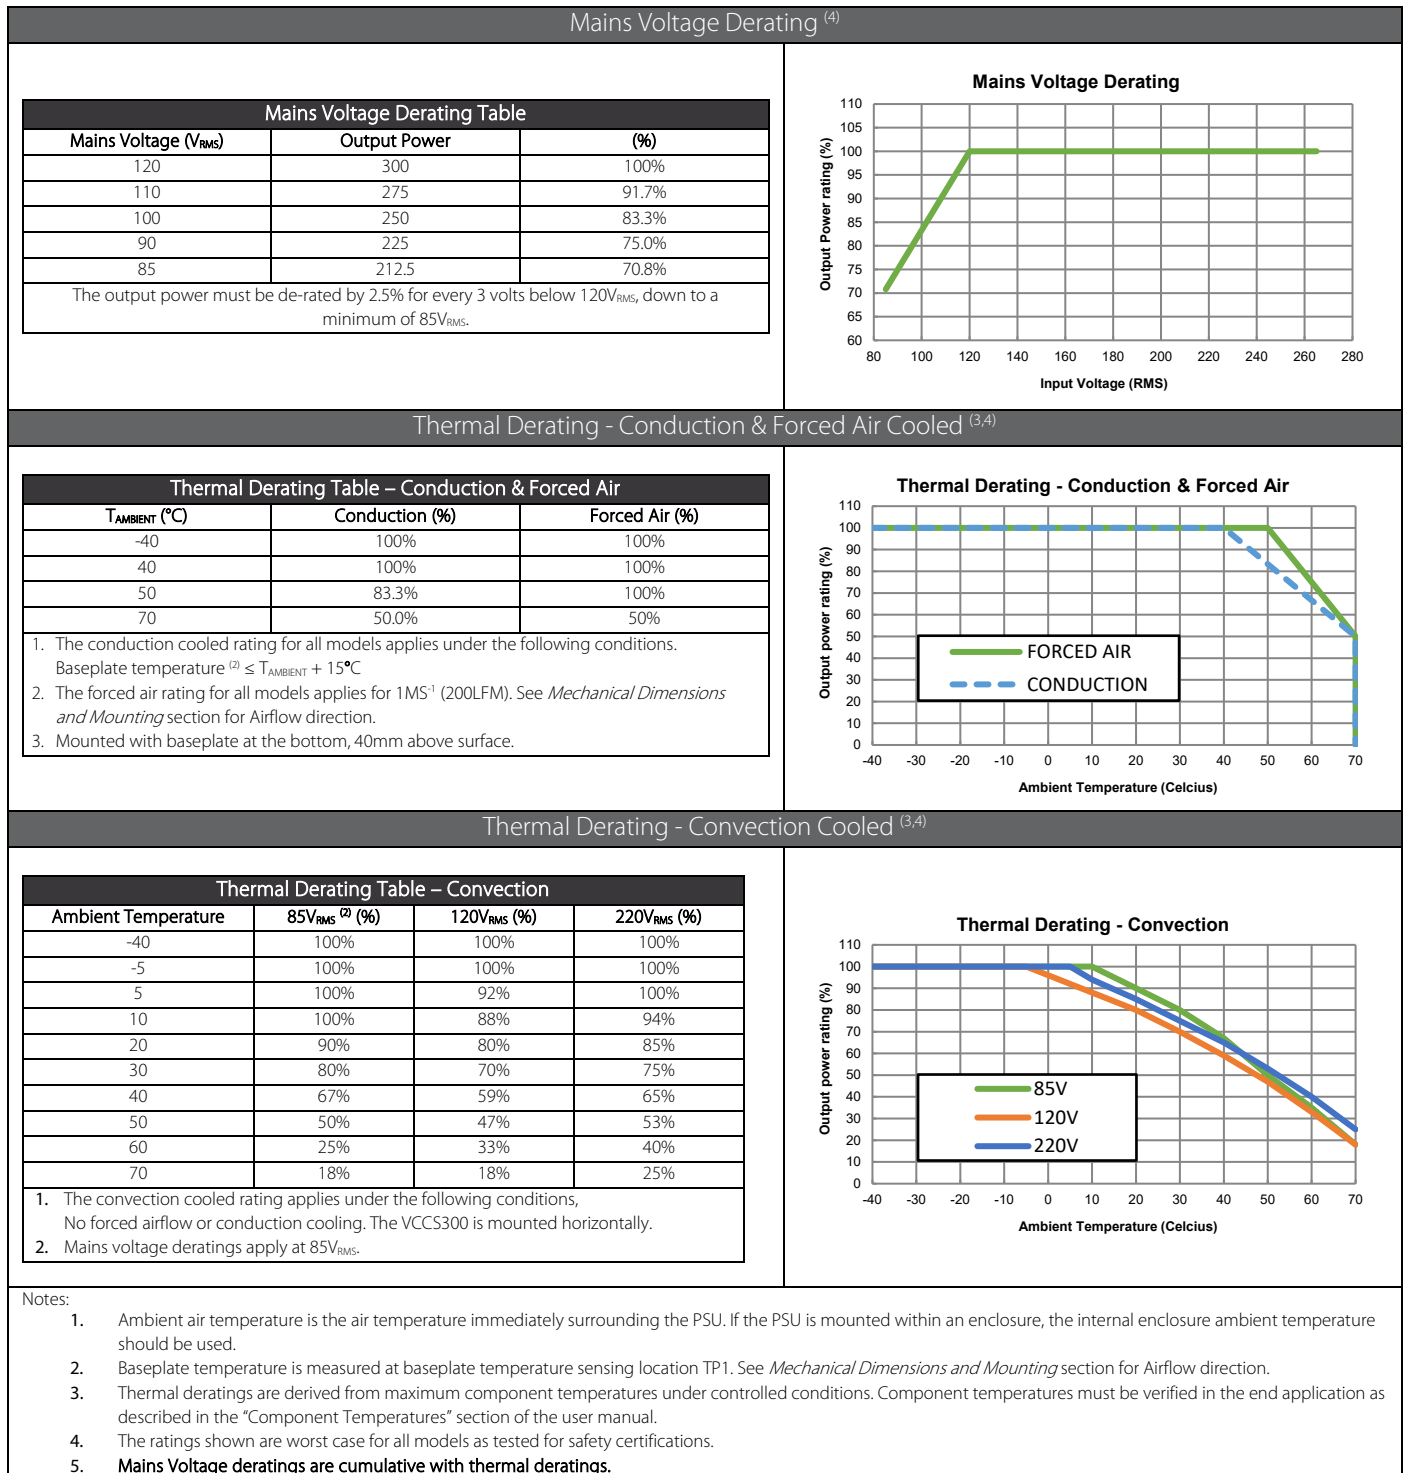 Mains Voltage Derating (4)
Mains Voltage Derating Table
Mains Voltage (VRMS) Output Power (%)
120 300 100%
110 275 91.7%
100 250 83.3%
90 225 75.0%
85 212.5 70.8%
The output power must be de-rated by 2.5% for every 3 volts below 120VRMS, down to a
minimum of 85VRMS.
Mains Voltage Derating
Output Power rating (%)
110
105
100
95
90
85
80
75
70
65
60
80 100 120 140 160 180 200 220 240 260 280
Input Voltage (RMS)
Thermal Derating - Conduction & Forced Air Cooled (3,4)
Thermal Derating Table – Conduction & Forced Air
TAMBIENT (°C) Conduction (%) Forced Air (%)
-40 100% 100%
40 100% 100%
50 83.3% 100%
70 50.0% 50%
1. The conduction cooled rating for all models applies under the following conditions.
Baseplate temperature (2) ≤ TAMBIENT + 15°C
2. The forced air rating for all models applies for 1MS-1 (200LFM). See Mechanical Dimensions
and Mounting section for Airflow direction.
3. Mounted with baseplate at the bottom, 40mm above surface.
Thermal Derating - Conduction & Forced Air
Output power rating (%)
110
100
90
80
70
60
50
40
30
20
10
0
FORCED AIR
CONDUCTION
-40 -30 -20 -10 0 10 20 30 40 50 60 70
Ambient Temperature (Celcius)
Thermal Derating - Convection Cooled (3,4)
Thermal Derating Table – Convection
Ambient Temperature 85VRMS (2) (%) 120VRMS (%) 220VRMS (%)
-40 100% 100% 100%
-5 100% 100% 100%
5 100% 92% 100%
10 100% 88% 94%
20 90% 80% 85%
30 80% 70% 75%
40 67% 59% 65%
50 50% 47% 53%
60 25% 33% 40%
70 18% 18% 25%
1. The convection cooled rating applies under the following conditions,
No forced airflow or conduction cooling. The VCCS300 is mounted horizontally.
2. Mains voltage deratings apply at 85VRMS.
Thermal Derating - Convection
Output power rating (%)
110
100
90
80
70
60
50
40
30
20
10
0
85V
120V
220V
-40 -30 -20 -10 0 10 20 30 40 50 60 70
Ambient Temperature (Celcius)
Notes:
1. Ambient air temperature is the air temperature immediately surrounding the PSU. If the PSU is mounted within an enclosure, the internal enclosure ambient temperature
should be used.
2. Baseplate temperature is measured at baseplate temperature sensing location TP1. See Mechanical Dimensions and Mounting section for Airflow direction.
3. Thermal deratings are derived from maximum component temperatures under controlled conditions. Component temperatures must be verified in the end application as
described in the “Component Temperatures” section of the user manual.
4. The ratings shown are worst case for all models as tested for safety certifications.
5. Mains Voltage deratings are cumulative with thermal deratings.